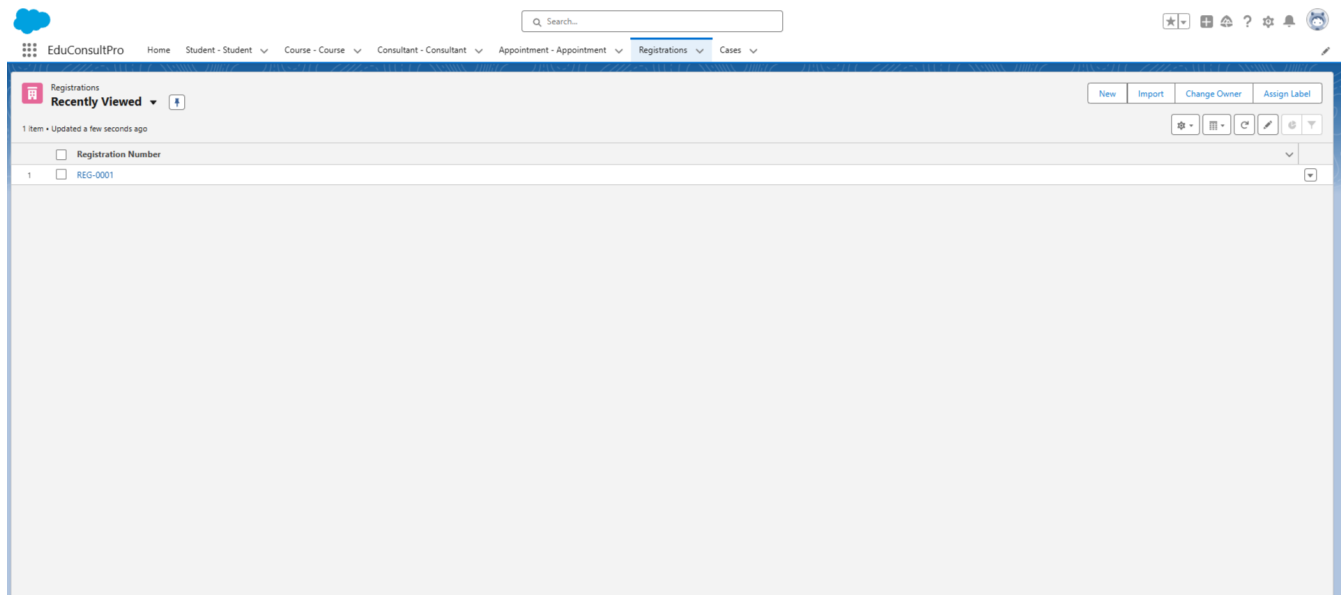 Search...
EduConsultPro Home Student - Student Course - Course Consultant - Consultant Appointment - Appointment Registrations Cases
Registrations
Recently Viewed
New Import Change Owner Assign Label
1 item • Updated a few seconds ago
Registration Number
1 REG-0001